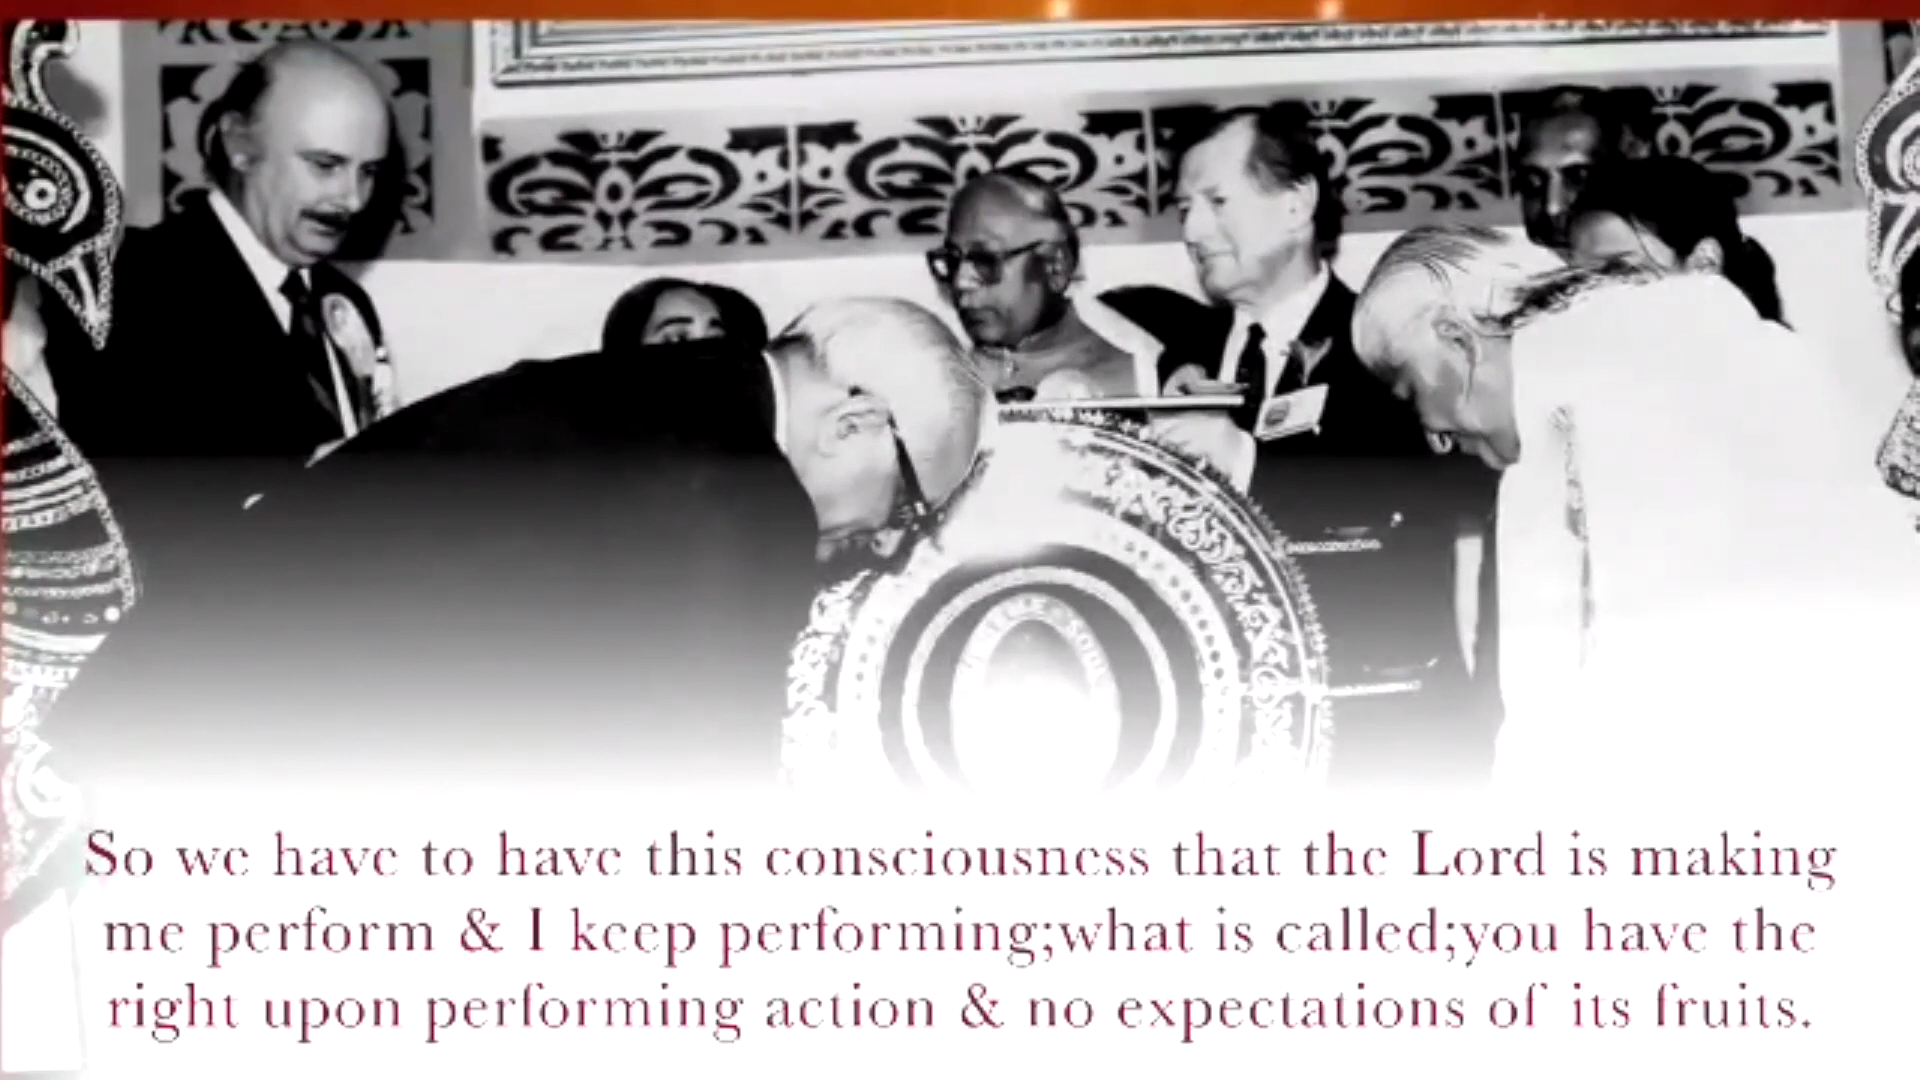 So we have to have this consciousness that the Lord is making
me perform & I keep performing;what is called;you have the
right upon performing action & no expectations of its fruits.